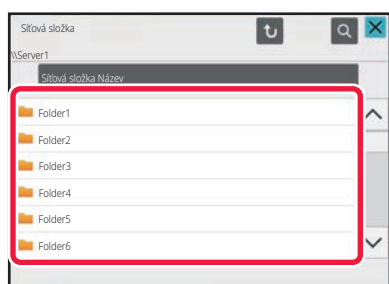 Síťová složka
\\Server1
Síťová složka Název
Folder1
Folder2
Folder3
Folder4
Folder5
Folder6